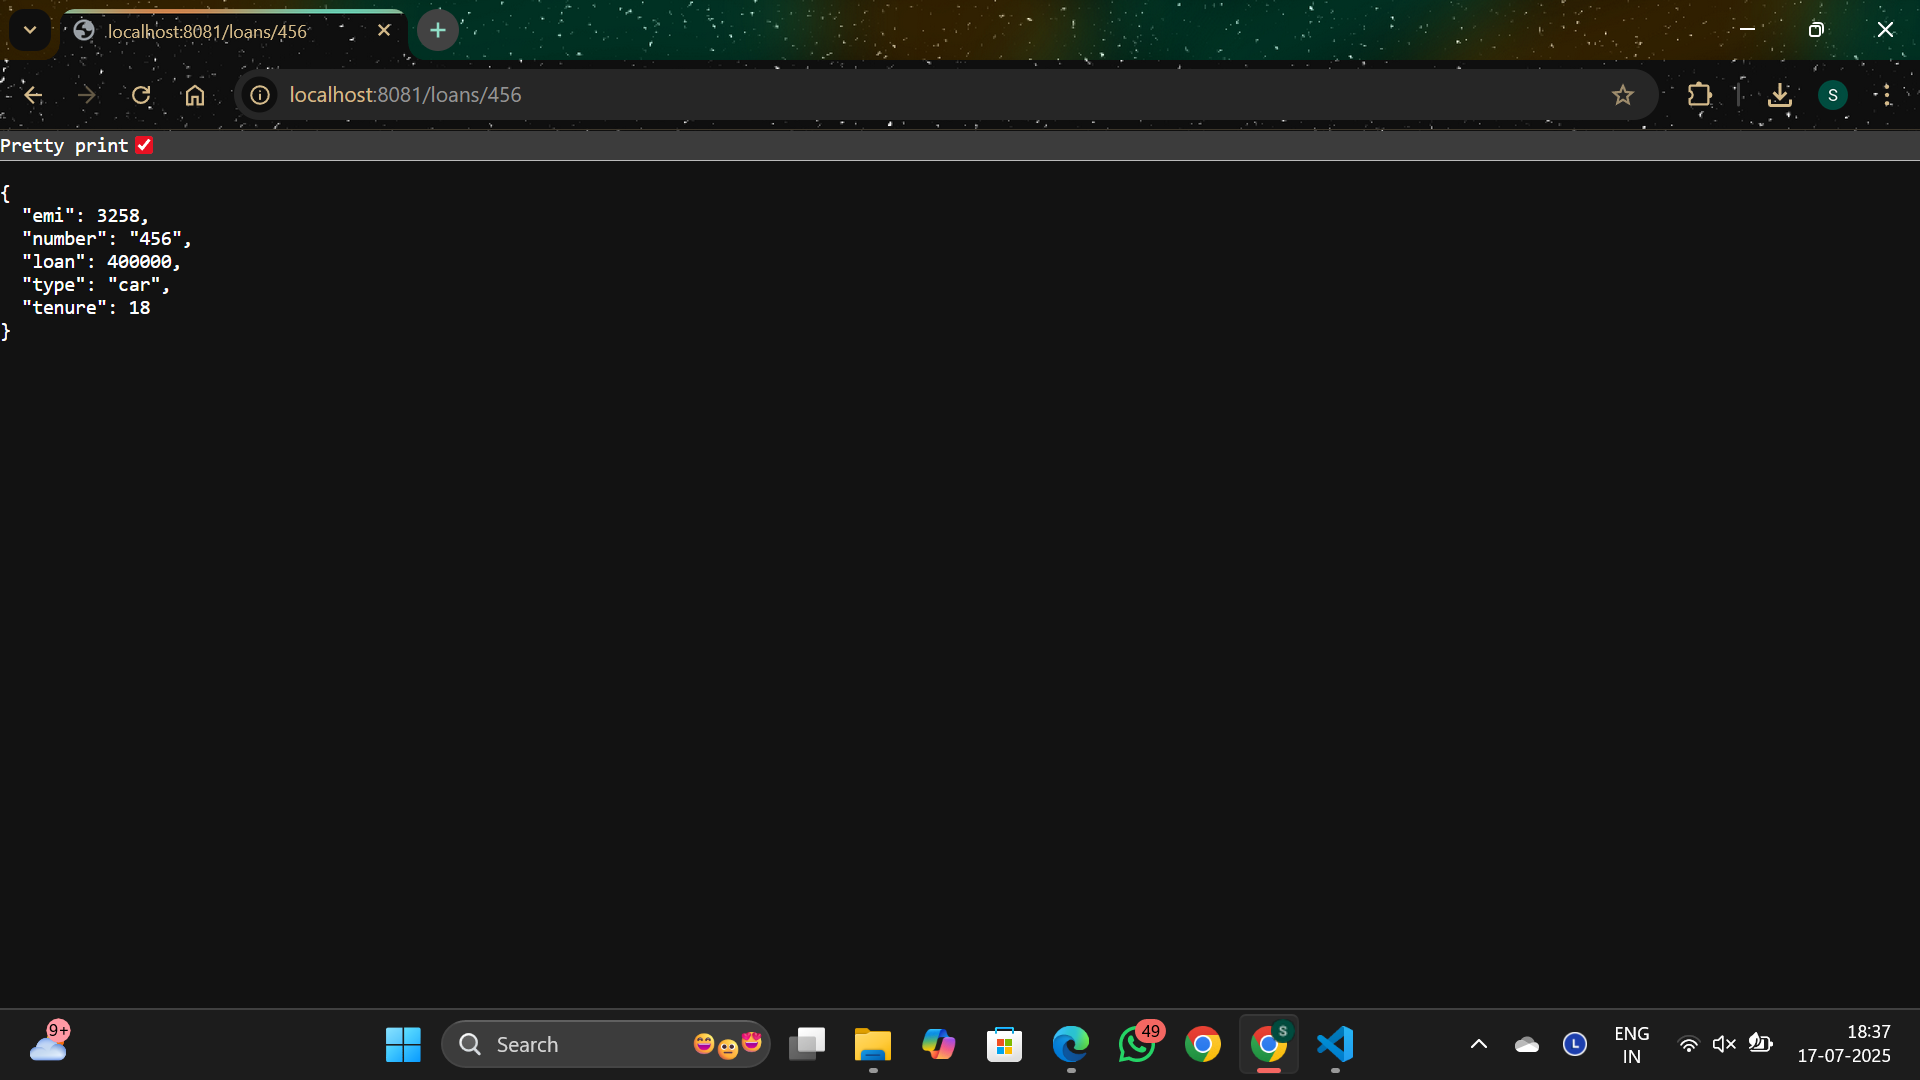 localhost:8081/loans/456
localhost:8081/loans/456
S
Pretty print
{
  "emi": 3258,
  "number": "456",
  "loan": 400000,
  "type": "car",
  "tenure": 18
}
9+
Search
49
S
L
ENG
IN
18:37
17-07-2025